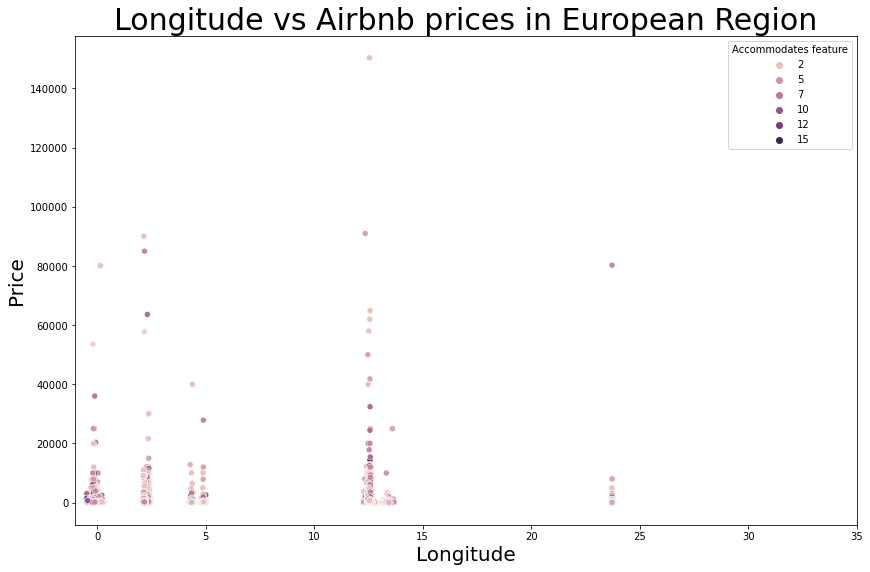 Longitude vs Airbnb prices in European Region
Accommodates feature
2
5
7
10
12
15
140000
120000
100000
80000
60000
40000
20000
0
Price
0 5 10 15 20 25 30 35
Longitude